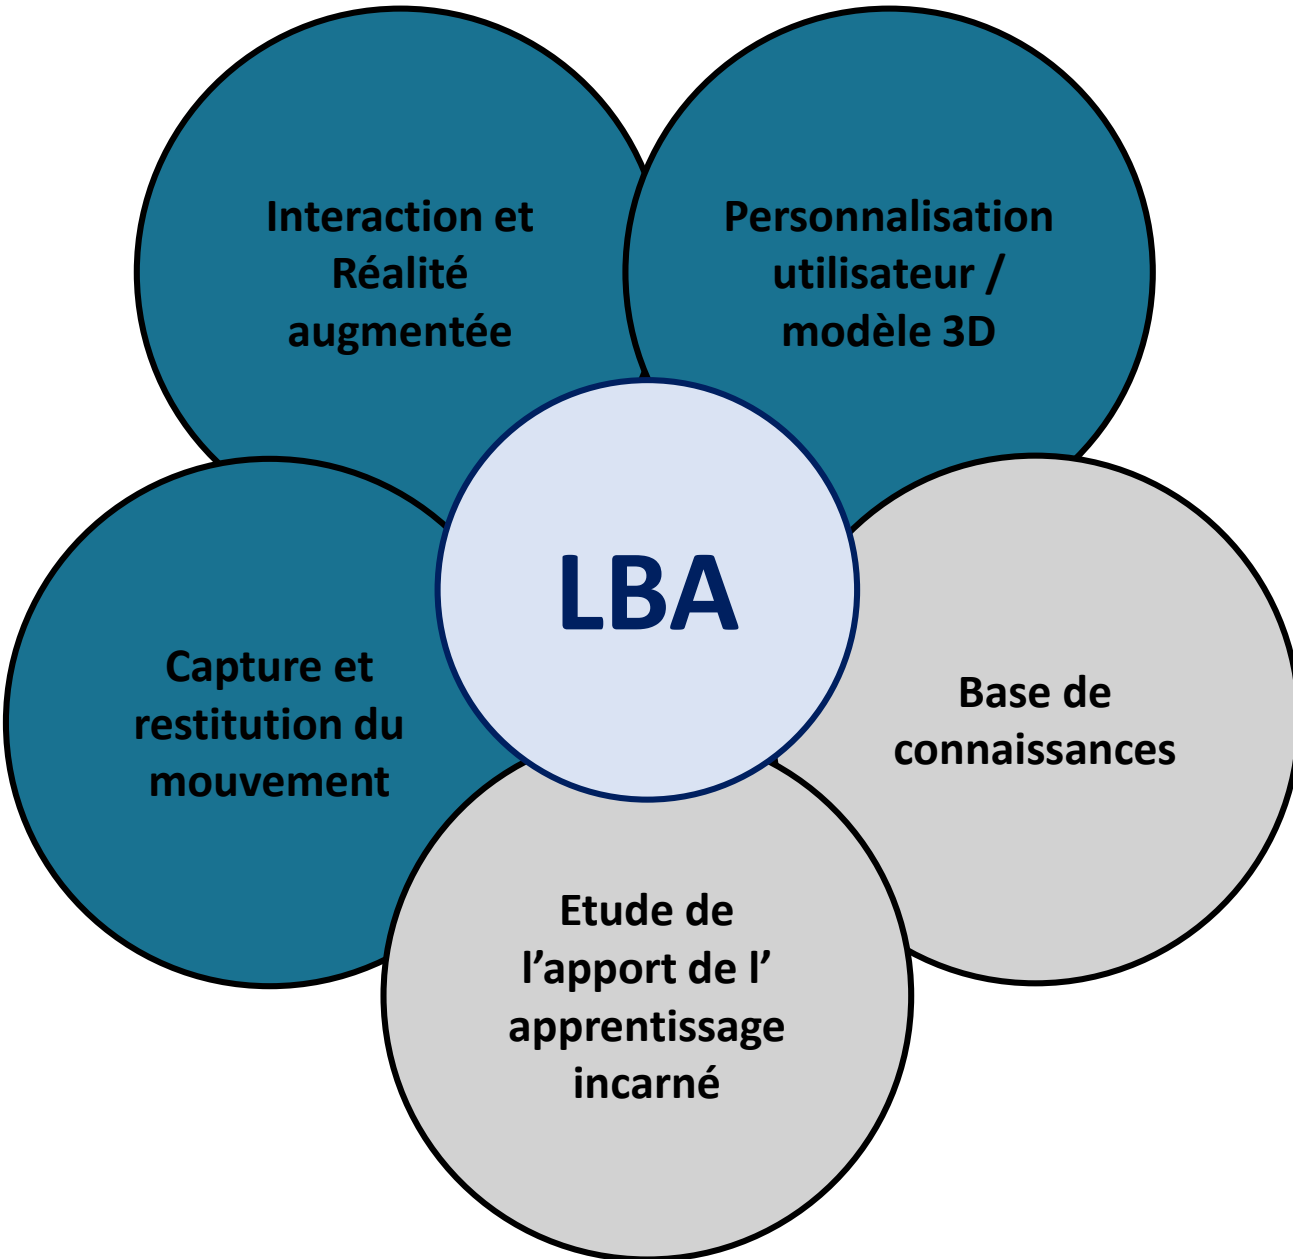 Interaction et
Réalité
augmentée
Personnalisation
utilisateur /
modèle 3D
LBA
Capture et
restitution du
mouvement
Base de
connaissances
Etude de
l’apport de l’
apprentissage
incarné